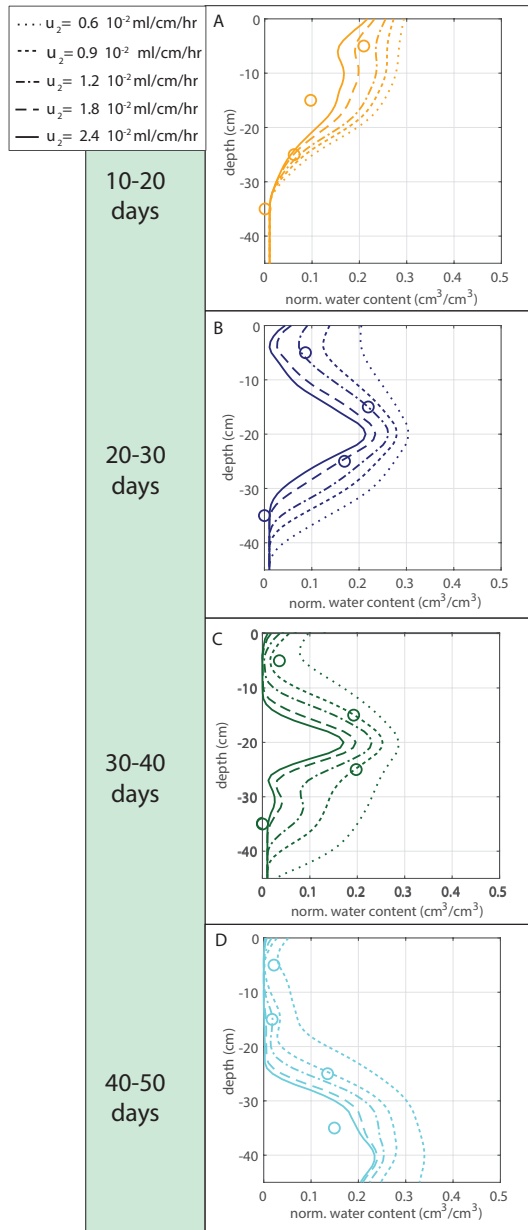 u₂= 0.6 10⁻² ml/cm/hr
u₂= 0.9 10⁻² ml/cm/hr
u₂= 1.2 10⁻² ml/cm/hr
u₂= 1.8 10⁻² ml/cm/hr
u₂= 2.4 10⁻² ml/cm/hr
10-20
days
A
0
-10
-20
-30
-40
depth (cm)
0 0.1 0.2 0.3 0.4 0.5
norm. water content (cm³/cm³)
20-30
days
B
0
-10
-20
-30
-40
depth (cm)
0 0.1 0.2 0.3 0.4 0.5
norm. water content (cm³/cm³)
30-40
days
C
0
-10
-20
-30
-40
depth (cm)
0 0.1 0.2 0.3 0.4 0.5
norm. water content (cm³/cm³)
40-50
days
D
0
-10
-20
-30
-40
depth (cm)
0 0.1 0.2 0.3 0.4 0.5
norm. water content (cm³/cm³)